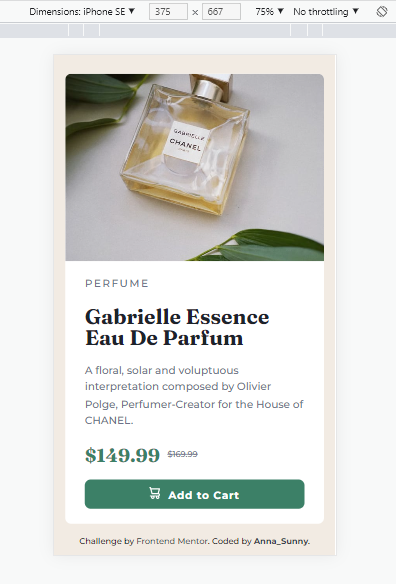 Dimensions: iPhone SE ▼ 375 × 667 75% ▼ No throttling ▼
GABRIELLE
CHANEL
PERFUME
Gabrielle Essence
Eau De Parfum
A floral, solar and voluptuous
interpretation composed by Olivier
Polge, Perfumer-Creator for the House of
CHANEL.
$149.99 $169.99
Add to Cart
Challenge by Frontend Mentor. Coded by Anna_Sunny.